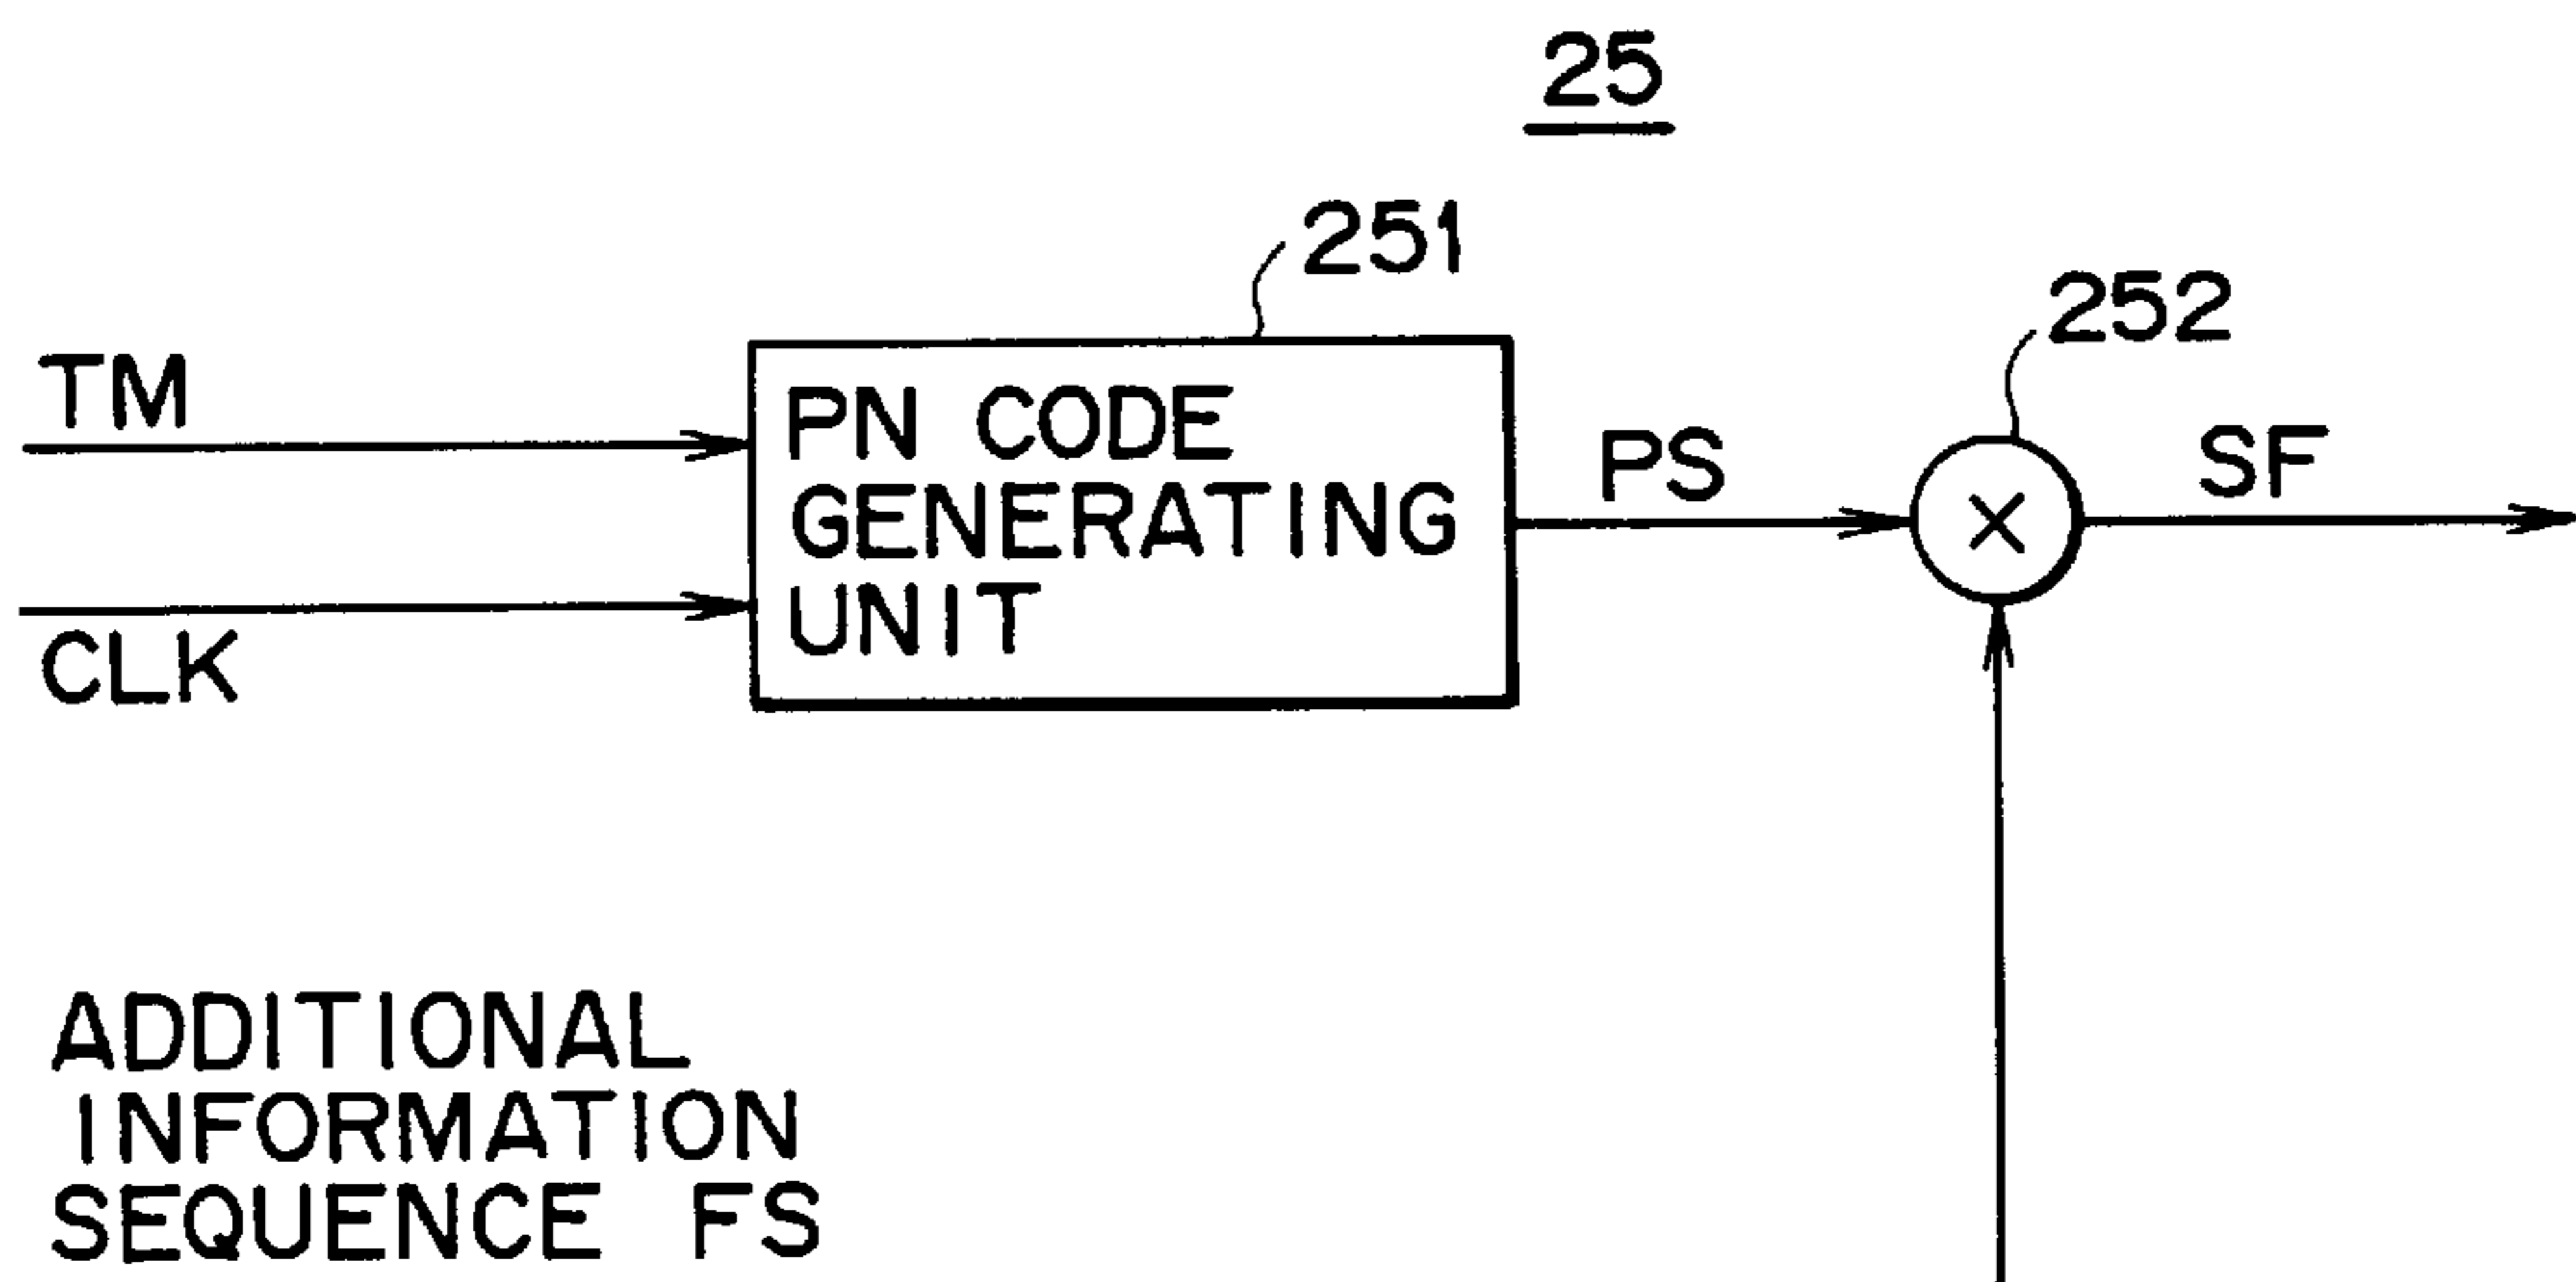 25
251
252
TM
PN CODE
GENERATING
UNIT
PS
SF
CLK
ADDITIONAL
INFORMATION
SEQUENCE FS